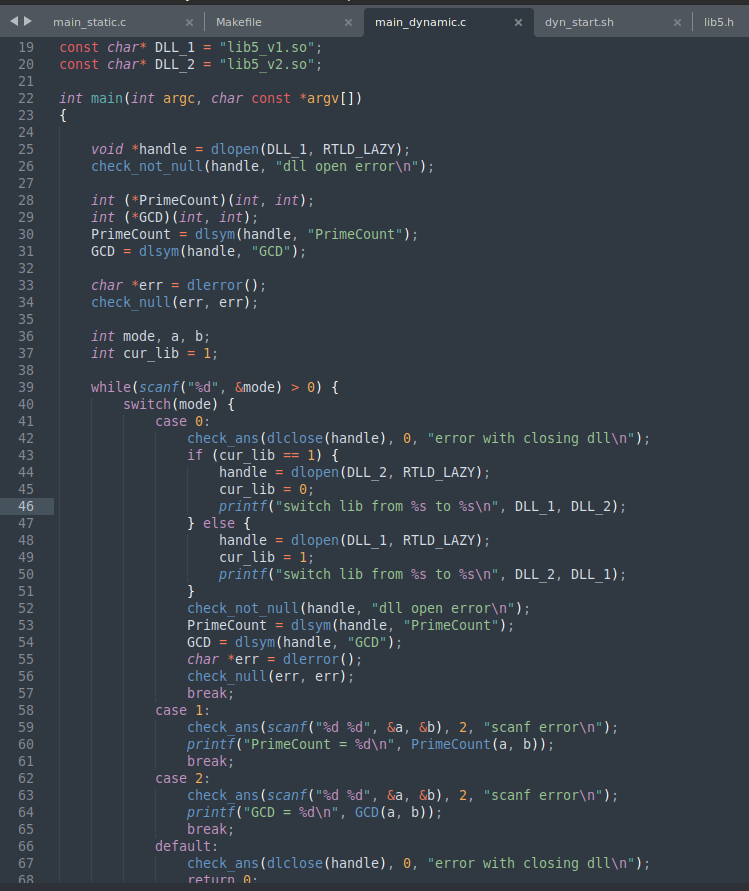 main_static.c × Makefile × main_dynamic.c × dyn_start.sh × lib5.h
19 const char* DLL_1 = "lib5_v1.so";
20 const char* DLL_2 = "lib5_v2.so";
21
22 int main(int argc, char const *argv[])
23 {
24
25     void *handle = dlopen(DLL_1, RTLD_LAZY);
26     check_not_null(handle, "dll open error\n");
27
28     int (*PrimeCount)(int, int);
29     int (*GCD)(int, int);
30     PrimeCount = dlsym(handle, "PrimeCount");
31     GCD = dlsym(handle, "GCD");
32
33     char *err = dlerror();
34     check_null(err, err);
35
36     int mode, a, b;
37     int cur_lib = 1;
38
39     while(scanf("%d", &mode) > 0) {
40         switch(mode) {
41             case 0:
42                 check_ans(dlclose(handle), 0, "error with closing dll\n");
43                 if (cur_lib == 1) {
44                     handle = dlopen(DLL_2, RTLD_LAZY);
45                     cur_lib = 0;
46                     printf("switch lib from %s to %s\n", DLL_1, DLL_2);
47                 } else {
48                     handle = dlopen(DLL_1, RTLD_LAZY);
49                     cur_lib = 1;
50                     printf("switch lib from %s to %s\n", DLL_2, DLL_1);
51                 }
52                 check_not_null(handle, "dll open error\n");
53                 PrimeCount = dlsym(handle, "PrimeCount");
54                 GCD = dlsym(handle, "GCD");
55                 char *err = dlerror();
56                 check_null(err, err);
57                 break;
58             case 1:
59                 check_ans(scanf("%d %d", &a, &b), 2, "scanf error\n");
60                 printf("PrimeCount = %d\n", PrimeCount(a, b));
61                 break;
62             case 2:
63                 check_ans(scanf("%d %d", &a, &b), 2, "scanf error\n");
64                 printf("GCD = %d\n", GCD(a, b));
65                 break;
66             default:
67                 check_ans(dlclose(handle), 0, "error with closing dll\n");
68                 return 0;